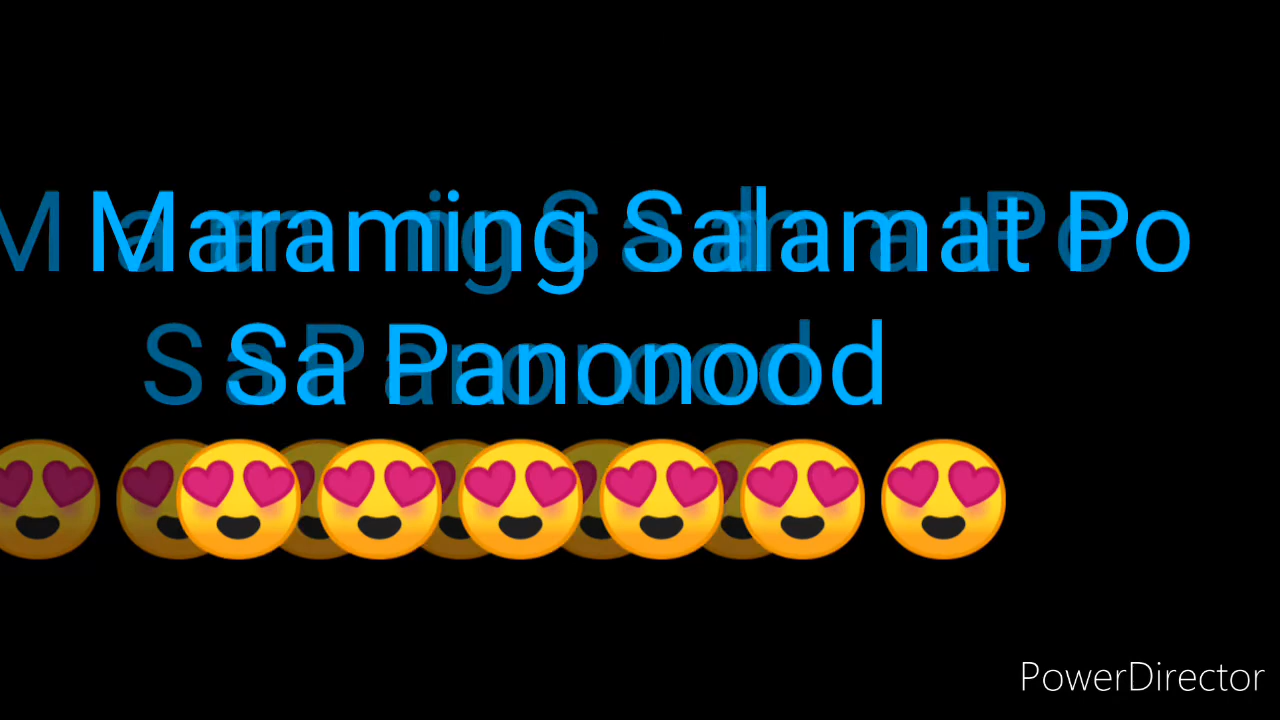 Maraming Salamat Po
Sa Panonood
😍😍😍😍😍😍
PowerDirector